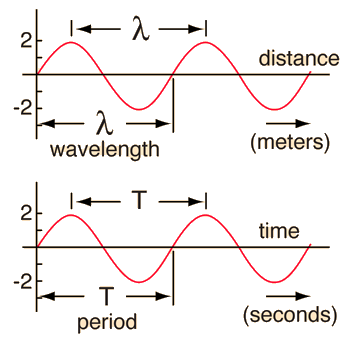 λ
2
distance
-2
λ
(meters)
wavelength
T
2
time
-2
T
(seconds)
period